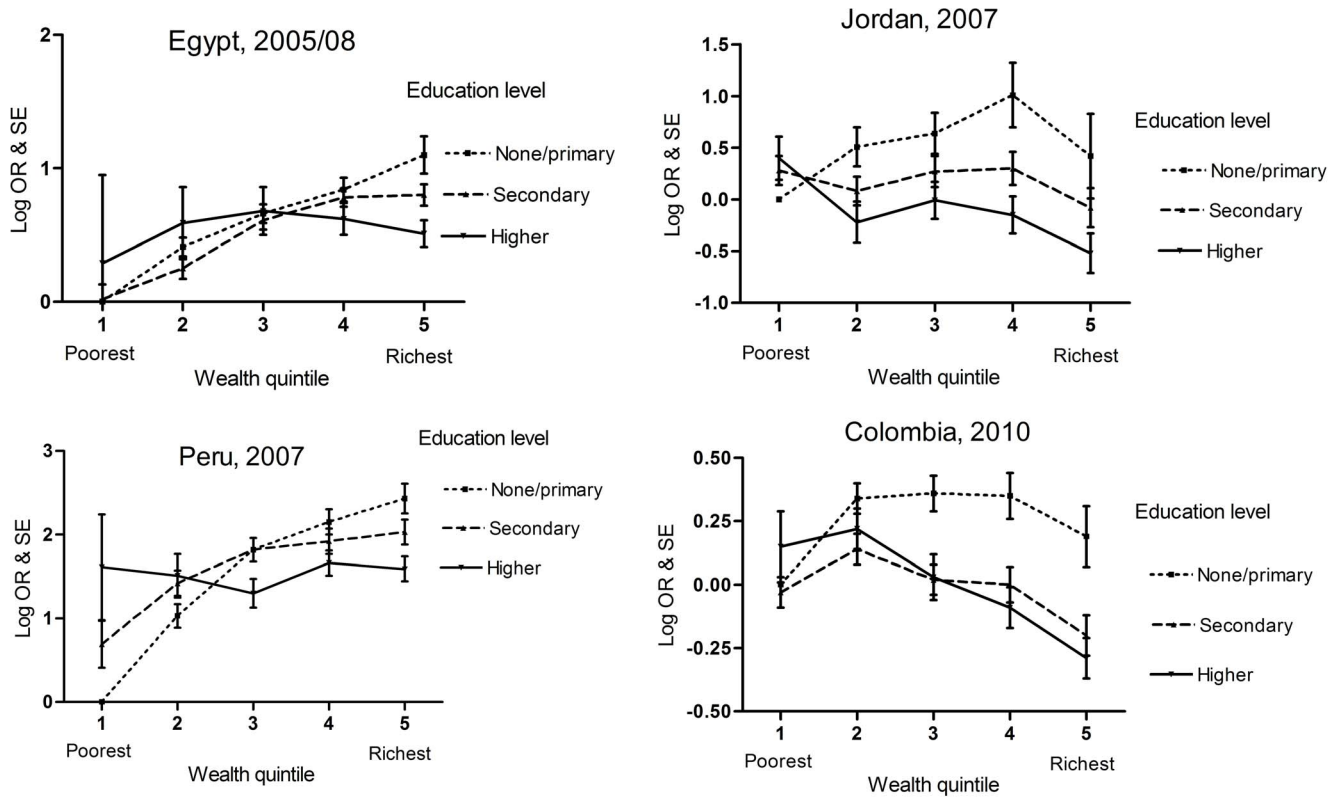 Egypt, 2005/08
Log OR & SE
2
1
0
Education level
None/primary
Secondary
Higher
1 2 3 4 5
Poorest Richest
Wealth quintile
Jordan, 2007
Log OR & SE
1.5
1.0
0.5
0.0
-0.5
-1.0
Education level
None/primary
Secondary
Higher
1 2 3 4 5
Poorest Richest
Wealth quintile
Peru, 2007
Log OR & SE
3
2
1
0
Education level
None/primary
Secondary
Higher
1 2 3 4 5
Poorest Richest
Wealth quintile
Colombia, 2010
Log OR & SE
0.50
0.25
0.00
-0.25
-0.50
Education level
None/primary
Secondary
Higher
1 2 3 4 5
Poorest Richest
Wealth quintile